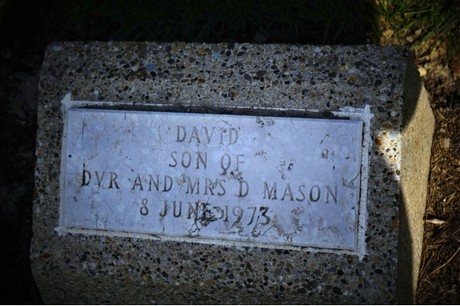 DAVID
SON OF
DVR AND MRS D MASON
8 JUNE 1973